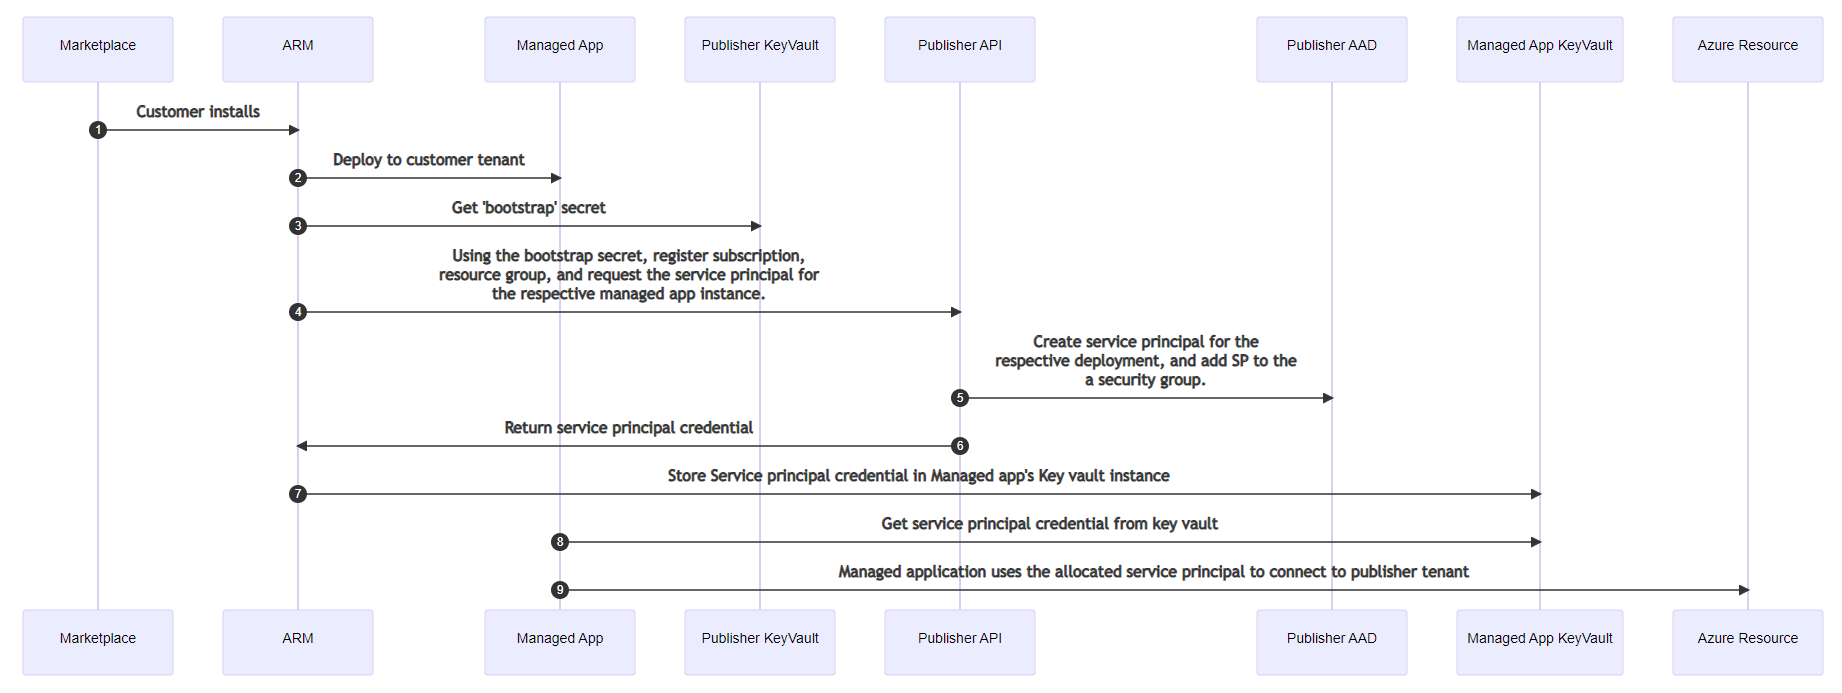 Marketplace
ARM
Managed App
Publisher KeyVault
Publisher API
Publisher AAD
Managed App KeyVault
Azure Resource
Customer installs
1
Deploy to customer tenant
2
Get 'bootstrap' secret
3
Using the bootstrap secret, register subscription,
resource group, and request the service principal for
the respective managed app instance.
4
Create service principal for the
respective deployment, and add SP to the
a security group.
5
Return service principal credential
6
Store Service principal credential in Managed app's Key vault instance
7
Get service principal credential from key vault
8
Managed application uses the allocated service principal to connect to publisher tenant
9
Marketplace
ARM
Managed App
Publisher KeyVault
Publisher API
Publisher AAD
Managed App KeyVault
Azure Resource